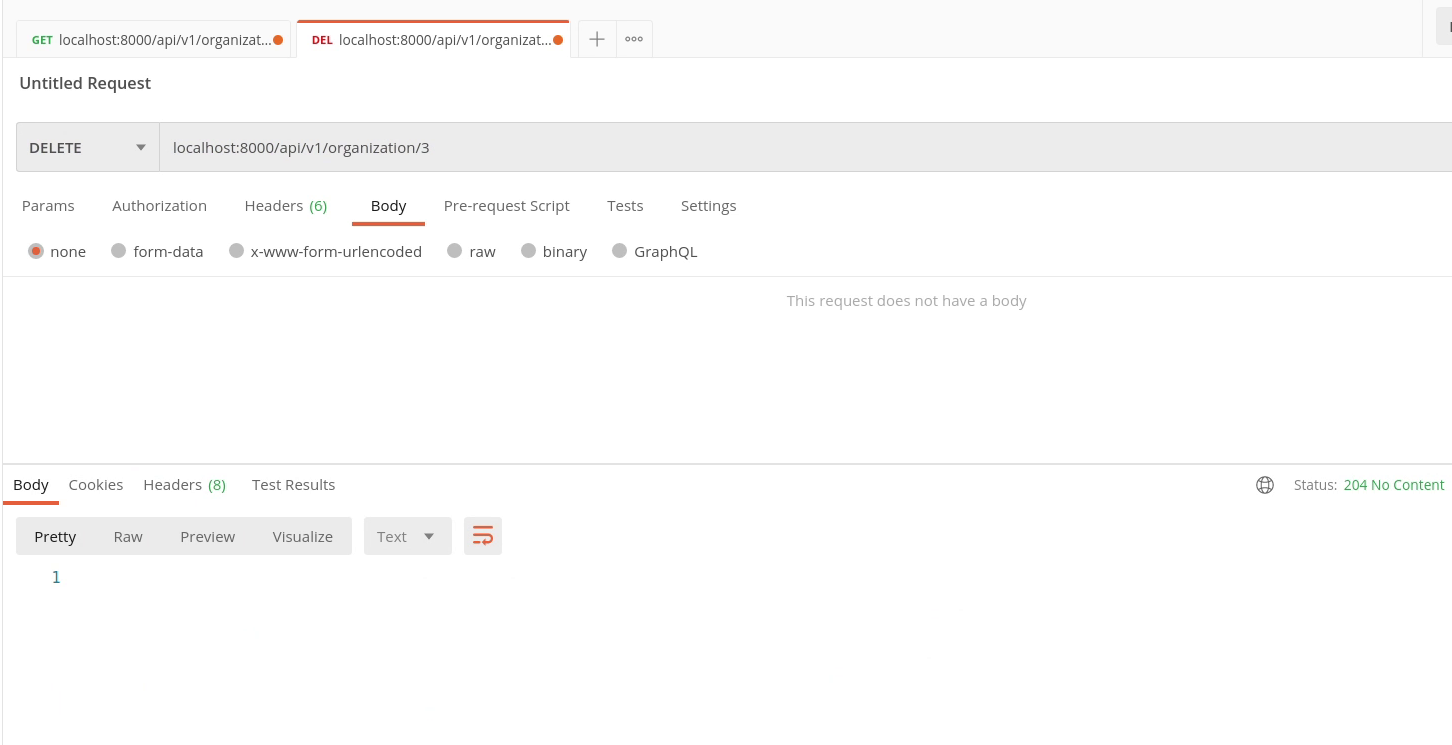 GET localhost:8000/api/v1/organizat... DEL localhost:8000/api/v1/organizat...
Untitled Request
DELETE localhost:8000/api/v1/organization/3
Params Authorization Headers (6) Body Pre-request Script Tests Settings
none form-data x-www-form-urlencoded raw binary GraphQL
This request does not have a body
Body Cookies Headers (8) Test Results Status: 204 No Content
Pretty Raw Preview Visualize Text
1